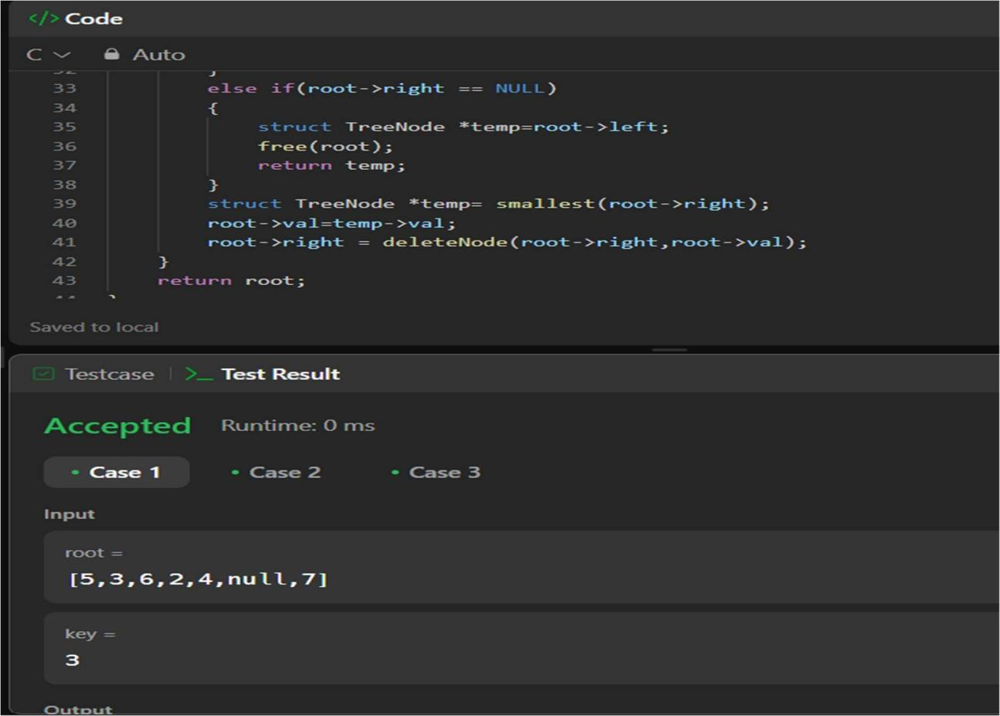 </> Code
C Auto
32 }
33 else if(root->right == NULL)
34 {
35 struct TreeNode *temp=root->left;
36 free(root);
37 return temp;
38 }
39 struct TreeNode *temp= smallest(root->right);
40 root->val=temp->val;
41 root->right = deleteNode(root->right,root->val);
42 }
43 return root;
44 }
Saved to local
Testcase | >_ Test Result
Accepted Runtime: 0 ms
• Case 1 • Case 2 • Case 3
Input
root =
[5,3,6,2,4,null,7]
key =
3
Output